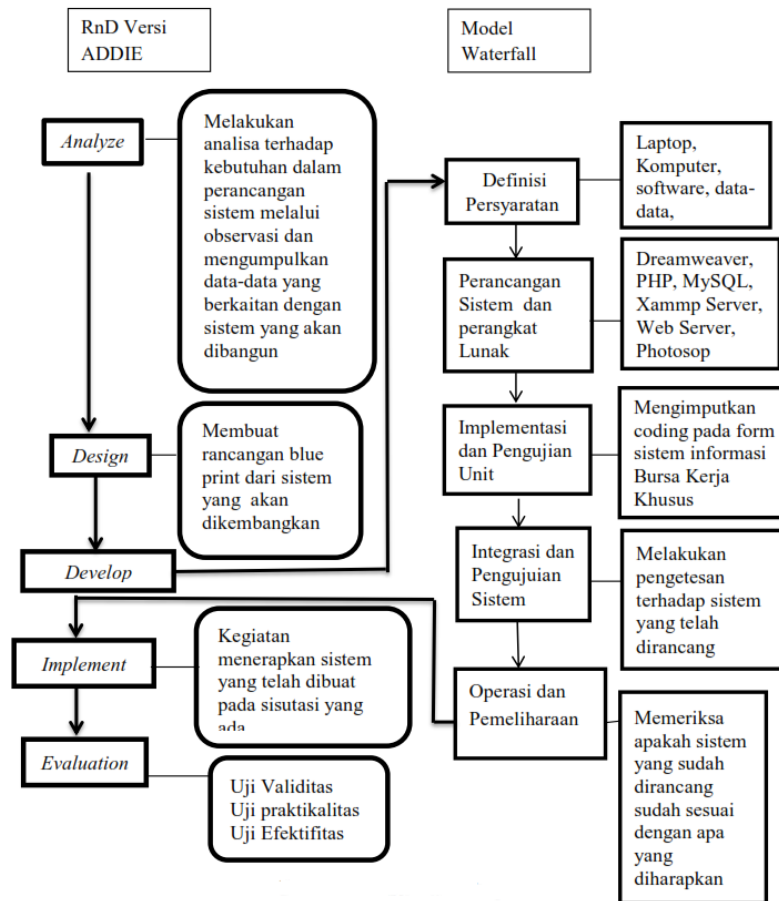 RnD Versi
ADDIE
Model
Waterfall
Analyze
Melakukan
analisa terhadap
kebutuhan dalam
perancangan
sistem melalui
observasi dan
mengumpulkan
data-data yang
berkaitan dengan
sistem yang akan
dibangun
Design
Membuat
rancangan blue
print dari sistem
yang akan
dikembangkan
Develop
Definisi
Persyaratan
Laptop,
Komputer,
software, data-
data,
Perancangan
Sistem dan
perangkat
Lunak
Dreamweaver,
PHP, MySQL,
Xammp Server,
Web Server,
Photosop
Implementasi
dan Pengujian
Unit
Mengimputkan
coding pada form
sistem informasi
Bursa Kerja
Khusus
Integrasi dan
Pengujuian
Sistem
Melakukan
pengetesan
terhadap sistem
yang telah
dirancang
Operasi dan
Pemeliharaan
Memeriksa
apakah sistem
yang sudah
dirancang
sudah sesuai
dengan apa
yang
diharapkan
Implement
Kegiatan
menerapkan sistem
yang telah dibuat
pada sisutasi yang
ada
Evaluation
Uji Validitas
Uji praktikalitas
Uji Efektifitas